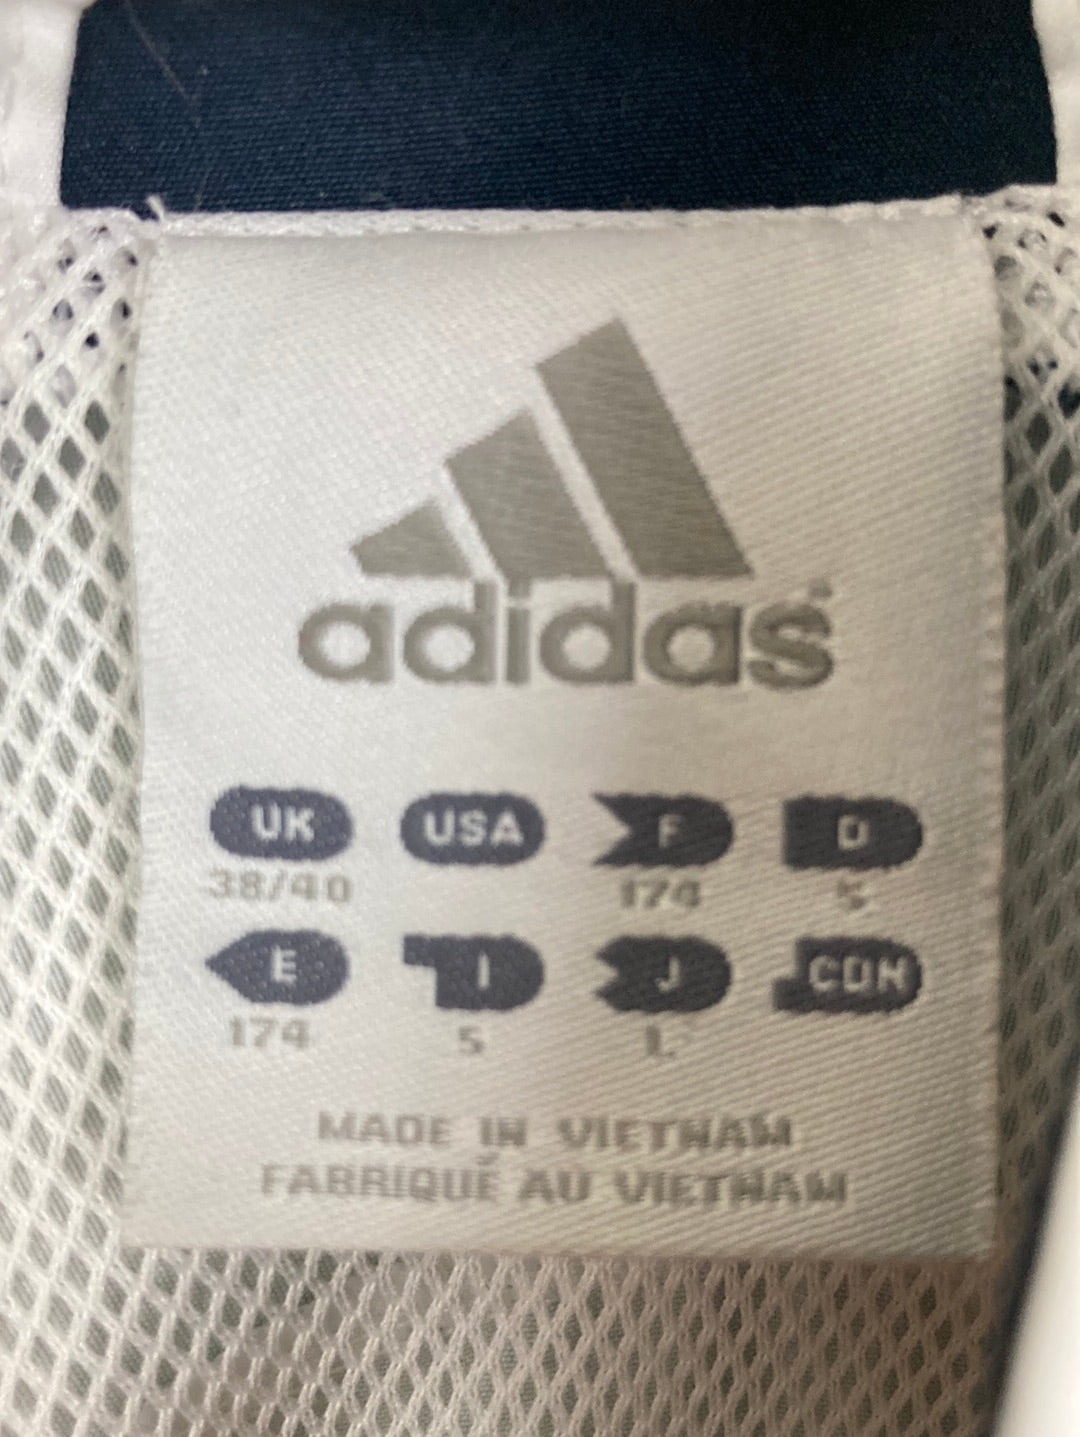 adidas
UK USA F D
38/40 174 5
E I J CDN
174 5 L
MADE IN VIETNAM
FABRIQUÉ AU VIETNAM